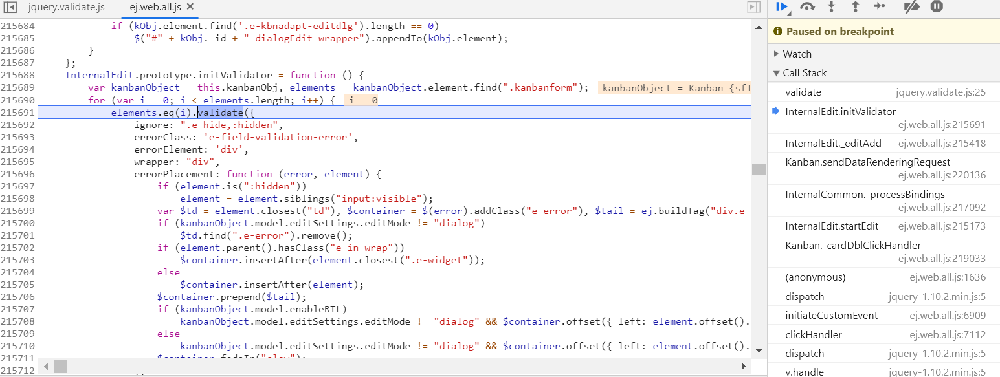 jquery.validate.js ej.web.all.js ×
215684 if (kObj.element.find('.e-kbnadapt-editdlg').length == 0)
215685 $("#" + kObj._id + "_dialogEdit_wrapper").appendTo(kObj.element);
215686 }
215687 };
215688 InternalEdit.prototype.initValidator = function () {
215689 var kanbanObject = this.kanbanObj, elements = kanbanObject.element.find(".kanbanform"); kanbanObject = Kanban {sfT
215690 for (var i = 0; i < elements.length; i++) { i = 0
215691 elements.eq(i).validate({
215692 ignore: ".e-hide,:hidden",
215693 errorClass: 'e-field-validation-error',
215694 errorElement: 'div',
215695 wrapper: "div",
215696 errorPlacement: function (error, element) {
215697 if (element.is(":hidden"))
215698 element = element.siblings("input:visible");
215699 var $td = element.closest("td"), $container = $(error).addClass("e-error"), $tail = ej.buildTag("div.e-
215700 if (kanbanObject.model.editSettings.editMode != "dialog")
215701 $td.find(".e-error").remove();
215702 if (element.parent().hasClass("e-in-wrap"))
215703 $container.insertAfter(element.closest(".e-widget"));
215704 else
215705 $container.insertAfter(element);
215706 $container.prepend($tail);
215707 if (kanbanObject.model.enableRTL)
215708 kanbanObject.model.editSettings.editMode != "dialog" && $container.offset({ left: element.offset().
215709 else
215710 kanbanObject.model.editSettings.editMode != "dialog" && $container.offset({ left: element.offset().
215711 $container.fadeIn("slow");
215712
Paused on breakpoint
Watch
Call Stack
validate jquery.validate.js:25
InternalEdit.initValidator
ej.web.all.js:215691
InternalEdit._editAdd ej.web.all.js:215418
Kanban.sendDataRenderingRequest
ej.web.all.js:220136
InternalCommon._processBindings
ej.web.all.js:217092
InternalEdit.startEdit ej.web.all.js:215173
Kanban._cardDblClickHandler
ej.web.all.js:219033
(anonymous) ej.web.all.js:1636
dispatch jquery-1.10.2.min.js:5
initiateCustomEvent ej.web.all.js:6909
clickHandler ej.web.all.js:7112
dispatch jquery-1.10.2.min.js:5
v.handle jquery-1.10.2.min.js:5